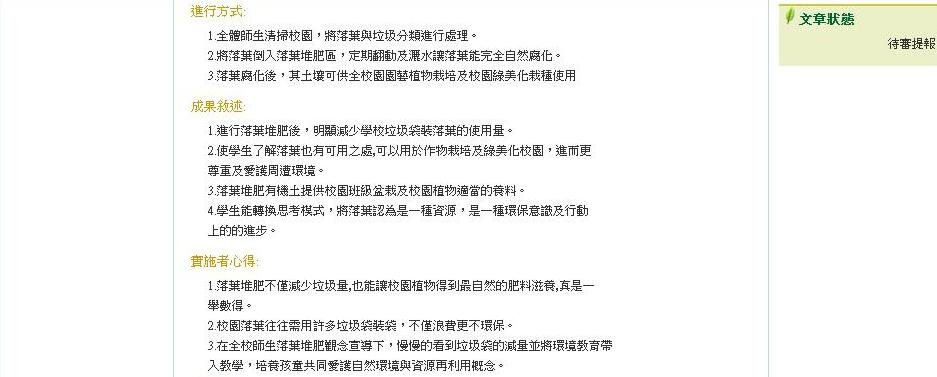 進行方式:
1.全體師生清掃校園，將落葉與垃圾分類進行處理。
2.將落葉倒入落葉堆肥區，定期翻動及灑水讓落葉能完全自然腐化。
3.落葉腐化後，其土壤可供全校園園藝植物栽培及校園綠美化栽種使用
成果敘述:
1.進行落葉堆肥後，明顯減少學校垃圾袋裝落葉的使用量。
2.使學生了解落葉也有可用之處,可以用於作物栽培及綠美化校園，進而更
尊重及愛護周遭環境。
3.落葉堆肥有機土提供校園班級盆栽及校園植物適當的養料。
4.學生能轉換思考模式，將落葉認為是一種資源，是一種環保意識及行動
上的的進步。
實施者心得:
1.落葉堆肥不僅減少垃圾量,也能讓校園植物得到最自然的肥料滋養,真是一
舉數得。
2.校園落葉往往需用許多垃圾袋裝袋，不僅浪費更不環保。
3.在全校師生落葉堆肥觀念宣導下，慢慢的看到垃圾袋的減量並將環境教育帶
入教學，培養孩童共同愛護自然環境與資源再利用概念。
文章狀態
待審提報